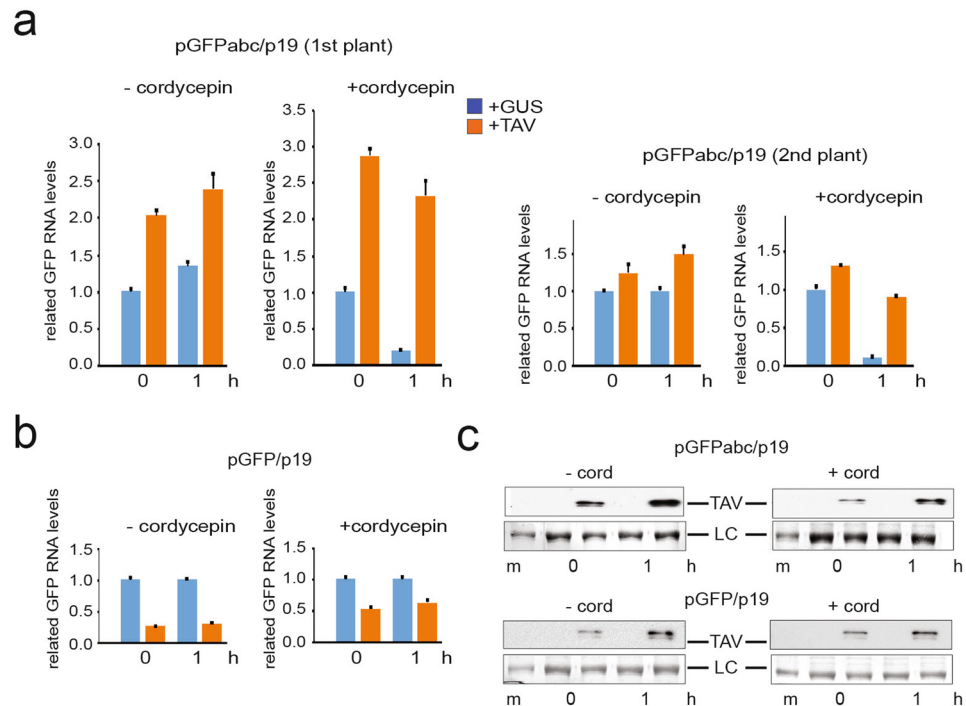 a
pGFPabc/p19 (1st plant)
- cordycepin
+cordycepin
+GUS
+TAV
related GFP RNA levels
3.0
2.5
2.0
1.5
1.0
0.5
0.0
0 1 h
related GFP RNA levels
3.0
3.0
2.5
2.0
1.5
1.0
0.5
0.0
0 1 h
pGFPabc/p19 (2nd plant)
- cordycepin
+cordycepin
related GFP RNA levels
1.5
1.0
0.5
0.0
0 1 h
related GFP RNA levels
1.5
1.0
0.5
0.0
0 1 h
b
pGFP/p19
- cordycepin
+cordycepin
related GFP RNA levels
1.5
1.0
0.5
0.0
0 1 h
related GFP RNA levels
1.5
1.0
0.5
0.0
0 1 h
c
pGFPabc/p19
- cord
+ cord
TAV
LC
m 0 1 h
m 0 1 h
pGFP/p19
- cord
+ cord
TAV
LC
m 0 1 h
m 0 1 h